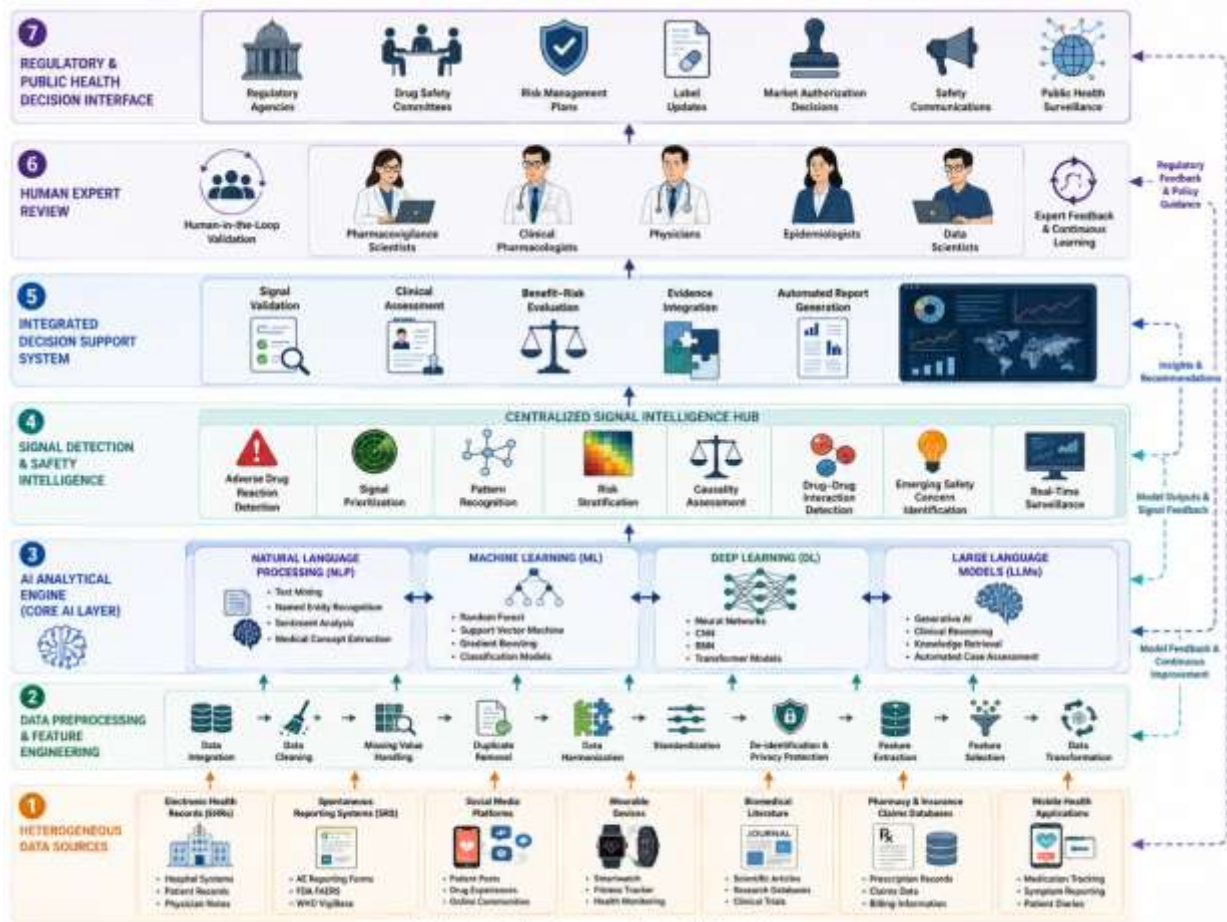 7
REGULATORY &
PUBLIC HEALTH
DECISION INTERFACE
Regulatory
Agencies
Drug Safety
Committees
Risk Management
Plans
Label
Updates
Market Authorization
Decisions
Safety
Communications
Public Health
Surveillance
6
HUMAN EXPERT
REVIEW
Human-in-the-Loop
Validation
Pharmacovigilance
Scientists
Clinical
Pharmacologists
Physicians
Epidemiologists
Data
Scientists
Expert Feedback
& Continuous
Learning
Regulatory
Feedback
& Policy
Guidance
5
INTEGRATED
DECISION SUPPORT
SYSTEM
Signal
Validation
Clinical
Assessment
Benefit-Risk
Evaluation
Evidence
Integration
Automated Report
Generation
Insights &
Recommendations
4
SIGNAL DETECTION
& SAFETY
INTELLIGENCE
CENTRALIZED SIGNAL INTELLIGENCE HUB
Adverse Drug
Reaction
Detection
Signal
Prioritization
Pattern
Recognition
Risk
Stratification
Causality
Assessment
Drug-Drug
Interaction
Detection
Emerging Safety
Concern
Identification
Real-Time
Surveillance
Model Outputs &
Signal Feedback
3
AI ANALYTICAL
ENGINE
(CORE AI LAYER)
NATURAL LANGUAGE
PROCESSING (NLP)
• Text Mining
• Named Entity Recognition
• Sentiment Analysis
• Medical Concept Extraction
MACHINE LEARNING (ML)
• Random Forest
• Support Vector Machine
• Gradient Boosting
• Classification Models
DEEP LEARNING (DL)
• Neural Networks
• CNN
• RNN
• Transformer Models
LARGE LANGUAGE
MODELS (LLMs)
• Generative AI
• Clinical Reasoning
• Knowledge Retrieval
• Automated Case Assessment
Model Feedback &
Continuous
Improvement
2
DATA PREPROCESSING
& FEATURE
ENGINEERING
Data
Integration
Data
Cleaning
Missing Value
Handling
Duplicate
Removal
Data
Harmonization
Standardization
De-identification &
Privacy Protection
Feature
Extraction
Feature
Selection
Data
Transformation
1
HETEROGENEOUS
DATA SOURCES
Electronic Health
Records (EHRs)
• Hospital Systems
• Patient Records
• Physician Notes
Spontaneous
Reporting Systems (SRS)
• AE Reporting Forms
• FDA FAERS
• WHO VigiBase
Social Media
Platforms
• Patient Posts
• Drug Experiences
• Online Communities
Wearable
Devices
• Smartwatch
• Fitness Tracker
• Health Monitoring
Biomedical
Literature
JOURNAL
• Scientific Articles
• Research Databases
• Clinical Trials
Pharmacy & Insurance
Claims Databases
Rx
• Prescription Records
• Claims Data
• Billing Information
Mobile Health
Applications
• Medication Tracking
• Symptom Reporting
• Patient Diaries